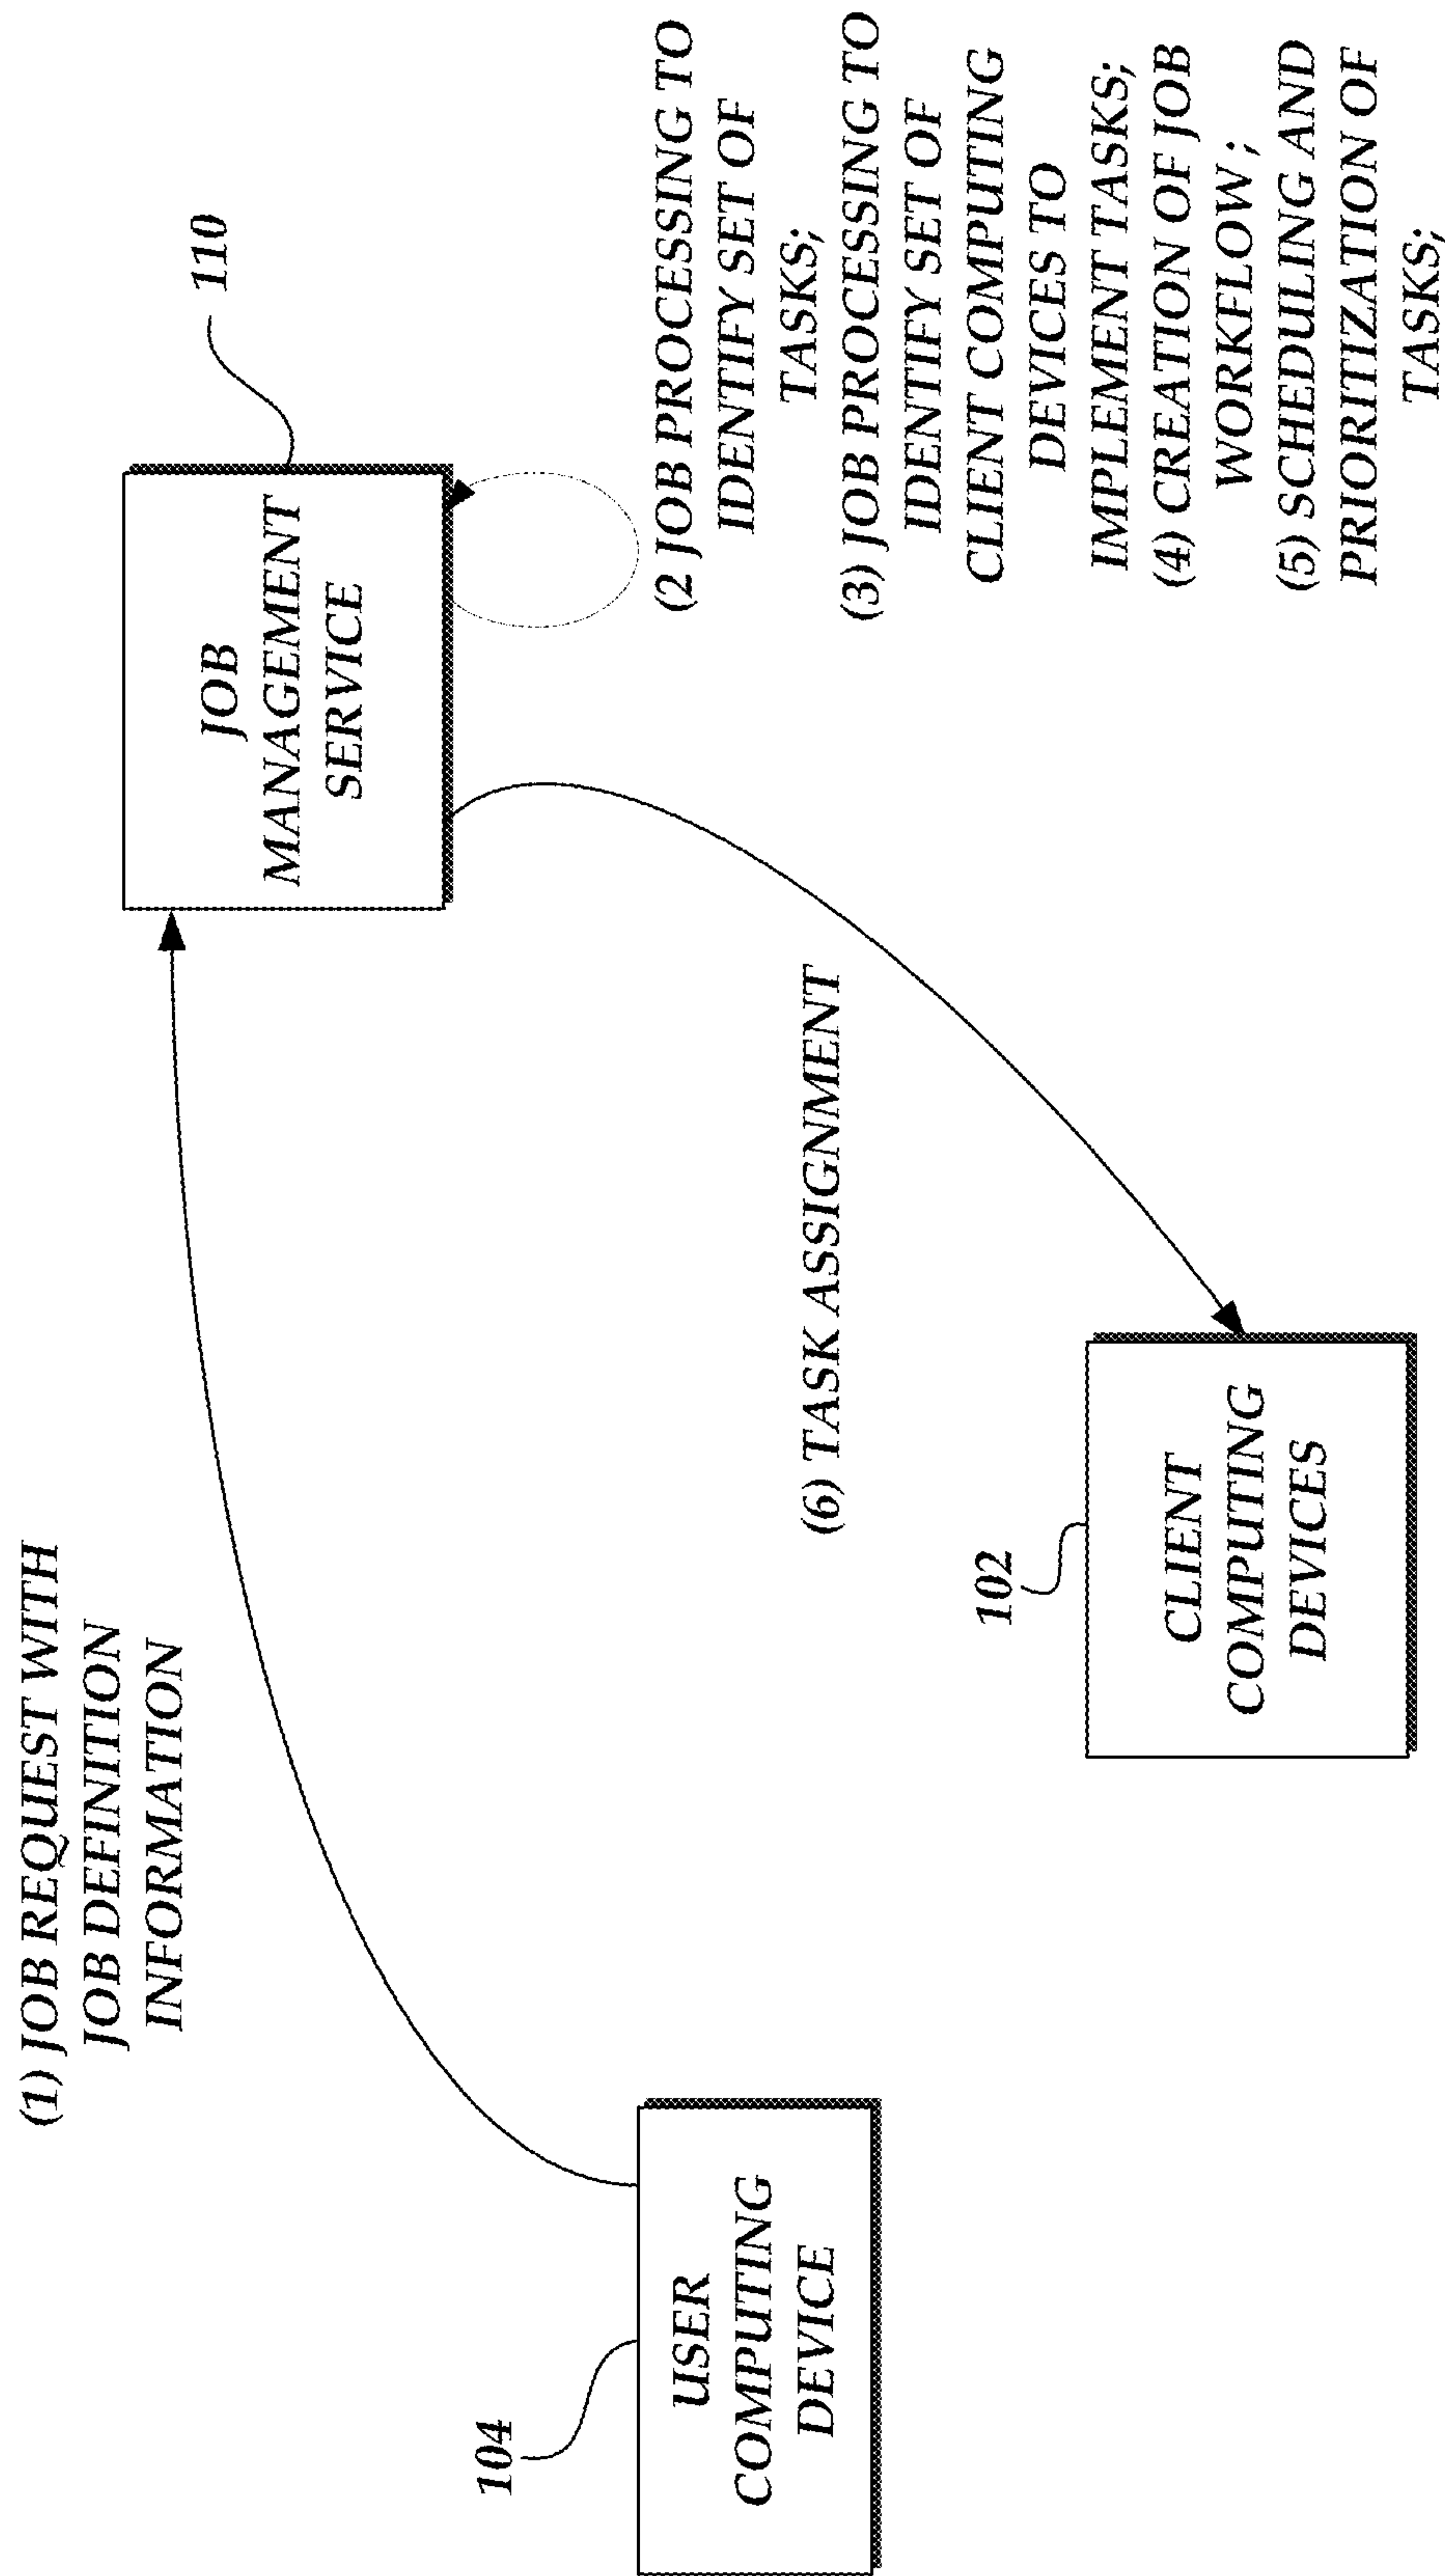 (1) JOB REQUEST WITH
JOB DEFINITION
INFORMATION
110
JOB
MANAGEMENT
SERVICE
(2 JOB PROCESSING TO
IDENTIFY SET OF
TASKS;
(3) JOB PROCESSING TO
IDENTIFY SET OF
CLIENT COMPUTING
DEVICES TO
IMPLEMENT TASKS;
(4) CREATION OF JOB
WORKFLOW ;
(5) SCHEDULING AND
PRIORITIZATION OF
TASKS;
104
USER
COMPUTING
DEVICE
(6) TASK ASSIGNMENT
102
CLIENT
COMPUTING
DEVICES